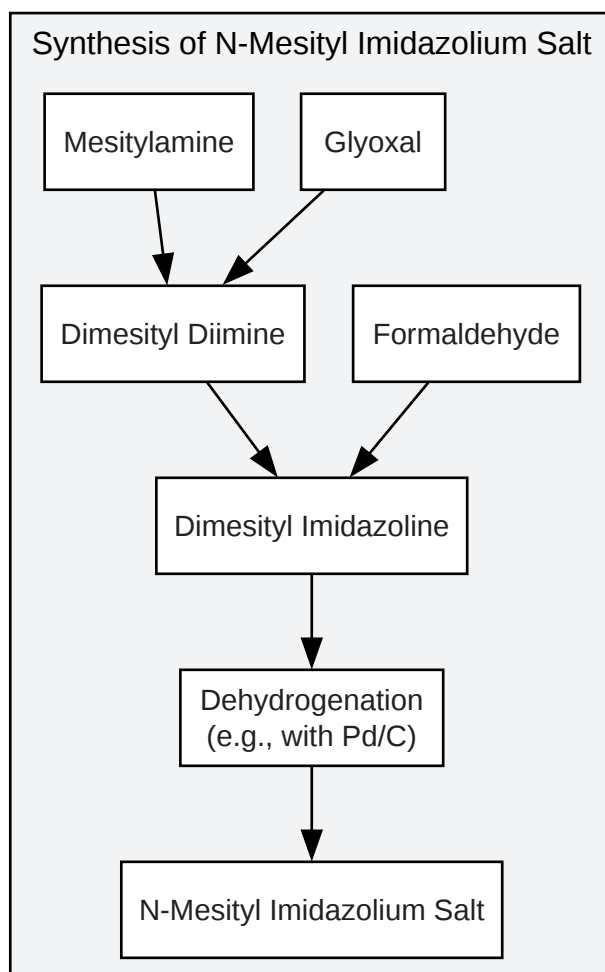 Synthesis of N-Mesityl Imidazolium Salt
Mesitylamine
Glyoxal
Dimesityl Diimine
Formaldehyde
Dimesityl Imidazoline
Dehydrogenation
(e.g., with Pd/C)
N-Mesityl Imidazolium Salt